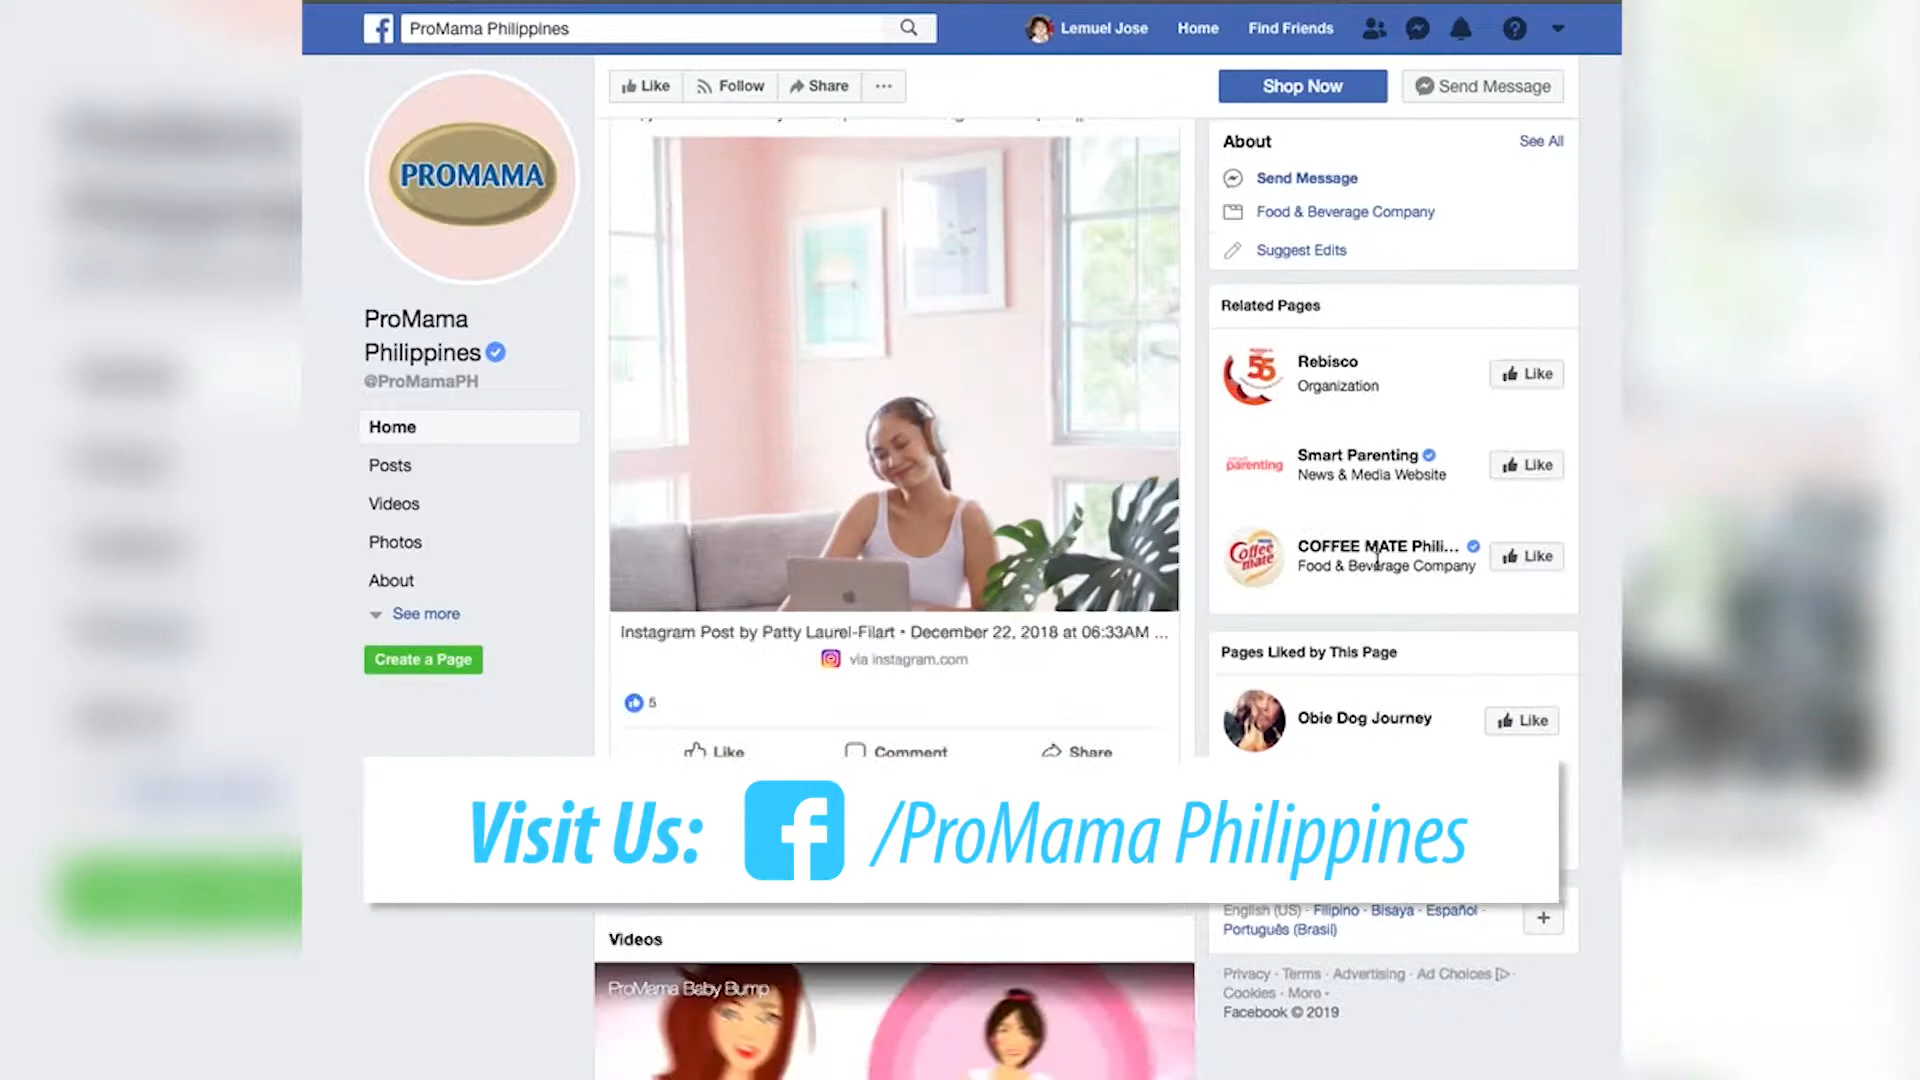 ProMama Philippines
Lemuel Jose
Home
Find Friends
PROMAMA
ProMama
Philippines
@ProMamaPH
Home
Posts
Videos
Photos
About
See more
Create a Page
Like
Follow
Share
Shop Now
Send Message
Instagram Post by Patty Laurel-Filart • December 22, 2018 at 06:33AM ...
via instagram.com
5
Like
Comment
Share
About
See All
Send Message
Food & Beverage Company
Suggest Edits
Related Pages
55
Rebisco
Organization
Like
parenting
Smart Parenting
News & Media Website
Like
Coffee
mate
COFFEE MATE Phili...
Food & Beverage Company
Like
Pages Liked by This Page
Obie Dog Journey
Like
Visit Us: f /ProMama Philippines
English (US) · Filipino · Bisaya · Español ·
Português (Brasil)
Privacy · Terms · Advertising · Ad Choices ·
Cookies · More ·
Facebook © 2019
Videos
ProMama Baby Bump